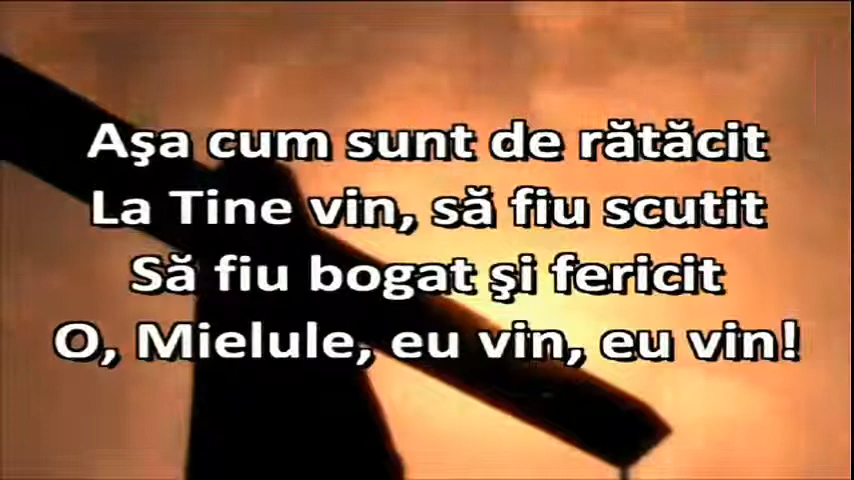 Aşa cum sunt de rătăcit
La Tine vin, să fiu scutit
Să fiu bogat şi fericit
O, Mielule, eu vin, eu vin!